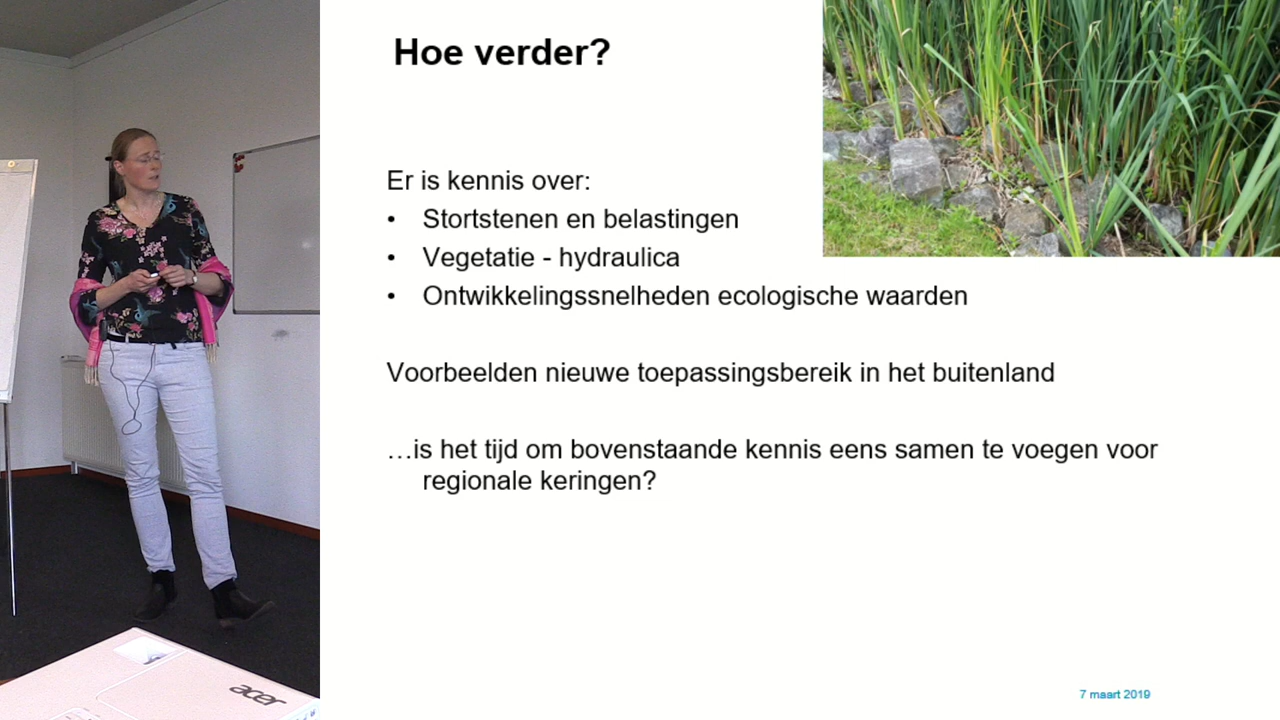 Hoe verder?
Er is kennis over:
• Stortstenen en belastingen
• Vegetatie - hydraulica
• Ontwikkelingssnelheden ecologische waarden
Voorbeelden nieuwe toepassingsbereik in het buitenland
…is het tijd om bovenstaande kennis eens samen te voegen voor
regionale keringen?
7 maart 2019
acer